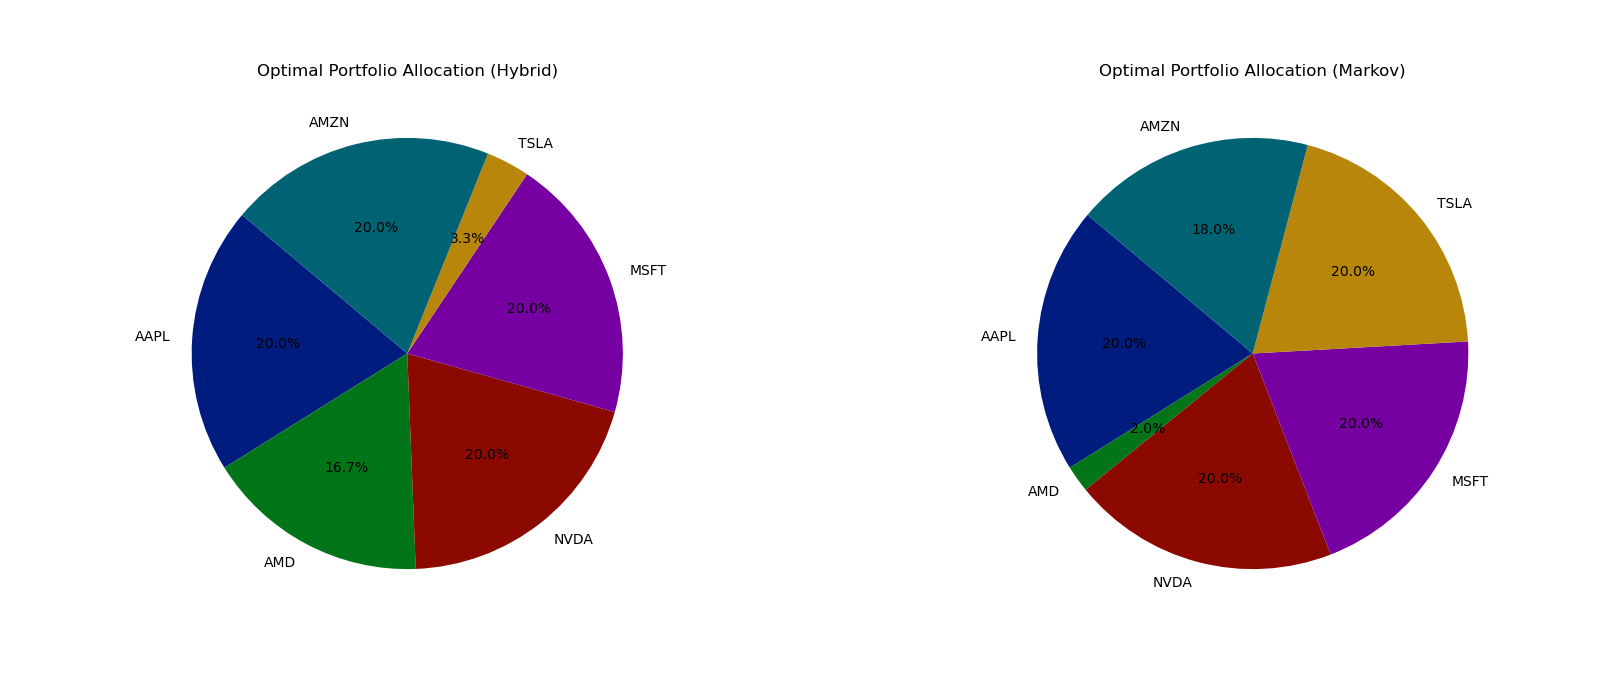 Optimal Portfolio Allocation (Hybrid)
AMZN
TSLA
MSFT
AAPL
AMD
NVDA
20.0%
3.3%
20.0%
20.0%
16.7%
20.0%
Optimal Portfolio Allocation (Markov)
AMZN
TSLA
AAPL
MSFT
AMD
NVDA
18.0%
20.0%
20.0%
20.0%
2.0%
20.0%